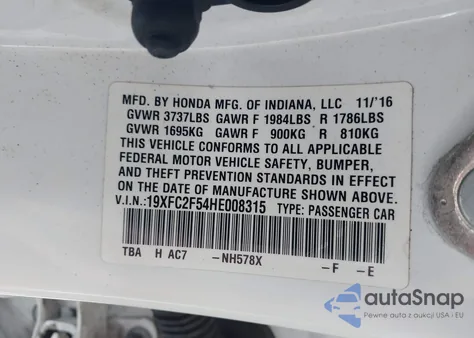 MFD. BY HONDA MFG. OF INDIANA, LLC 11/'16
GVWR 3737LBS GAWR F 1984LBS R 1786LBS
GVWR 1695KG GAWR F 900KG R 810KG
THIS VEHICLE CONFORMS TO ALL APPLICABLE
FEDERAL MOTOR VEHICLE SAFETY, BUMPER,
AND THEFT PREVENTION STANDARDS IN EFFECT
ON THE DATE OF MANUFACTURE SHOWN ABOVE.
V.I.N.:19XFC2F54HE008315 TYPE: PASSENGER CAR
TBA H AC7 -NH578X -F -E
autoSnap
Pewne auta z USA i EU